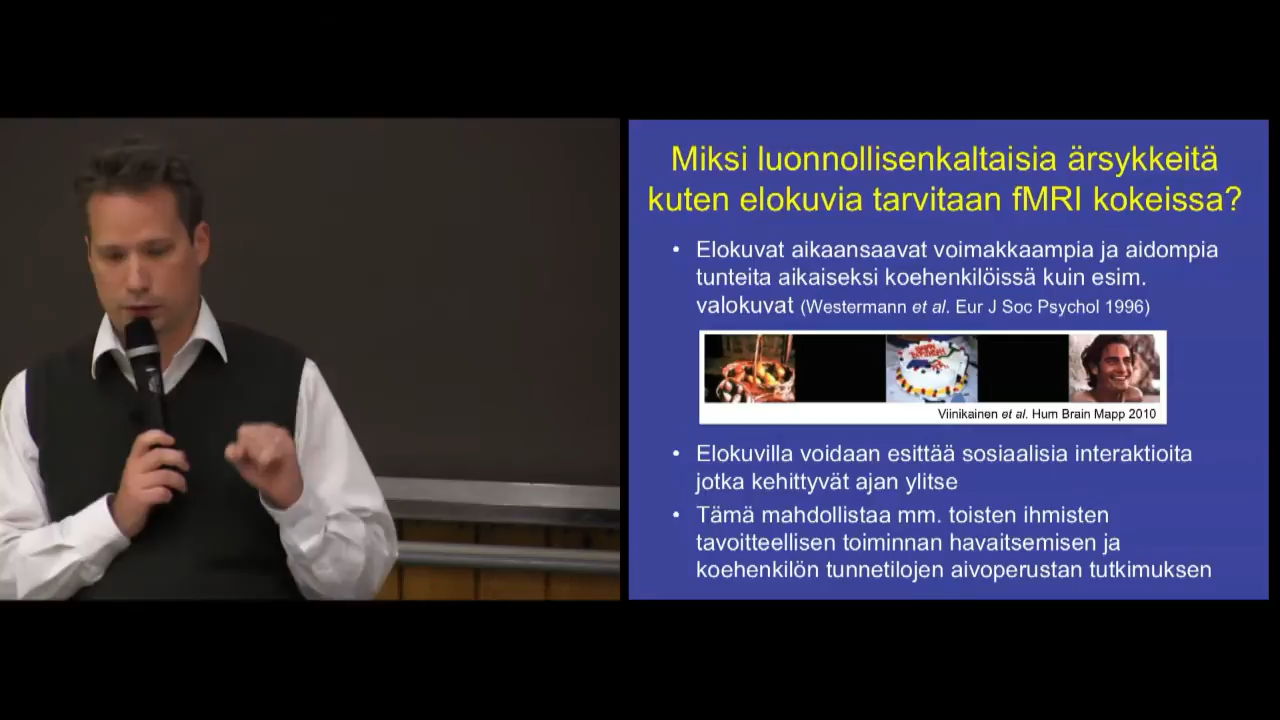 Miksi luonnollisenkaltaisia ärsykkeitä
kuten elokuvia tarvitaan fMRI kokeissa?
• Elokuvat aikaansaavat voimakkaampia ja aidompia
tunteita aikaiseksi koehenkilöissä kuin esim.
valokuvat (Westermann et al. Eur J Soc Psychol 1996)
Viinikainen et al. Hum Brain Mapp 2010
• Elokuvilla voidaan esittää sosiaalisia interaktioita
jotka kehittyvät ajan ylitse
• Tämä mahdollistaa mm. toisten ihmisten
tavoitteellisen toiminnan havaitsemisen ja
koehenkilön tunnetilojen aivoperustan tutkimuksen